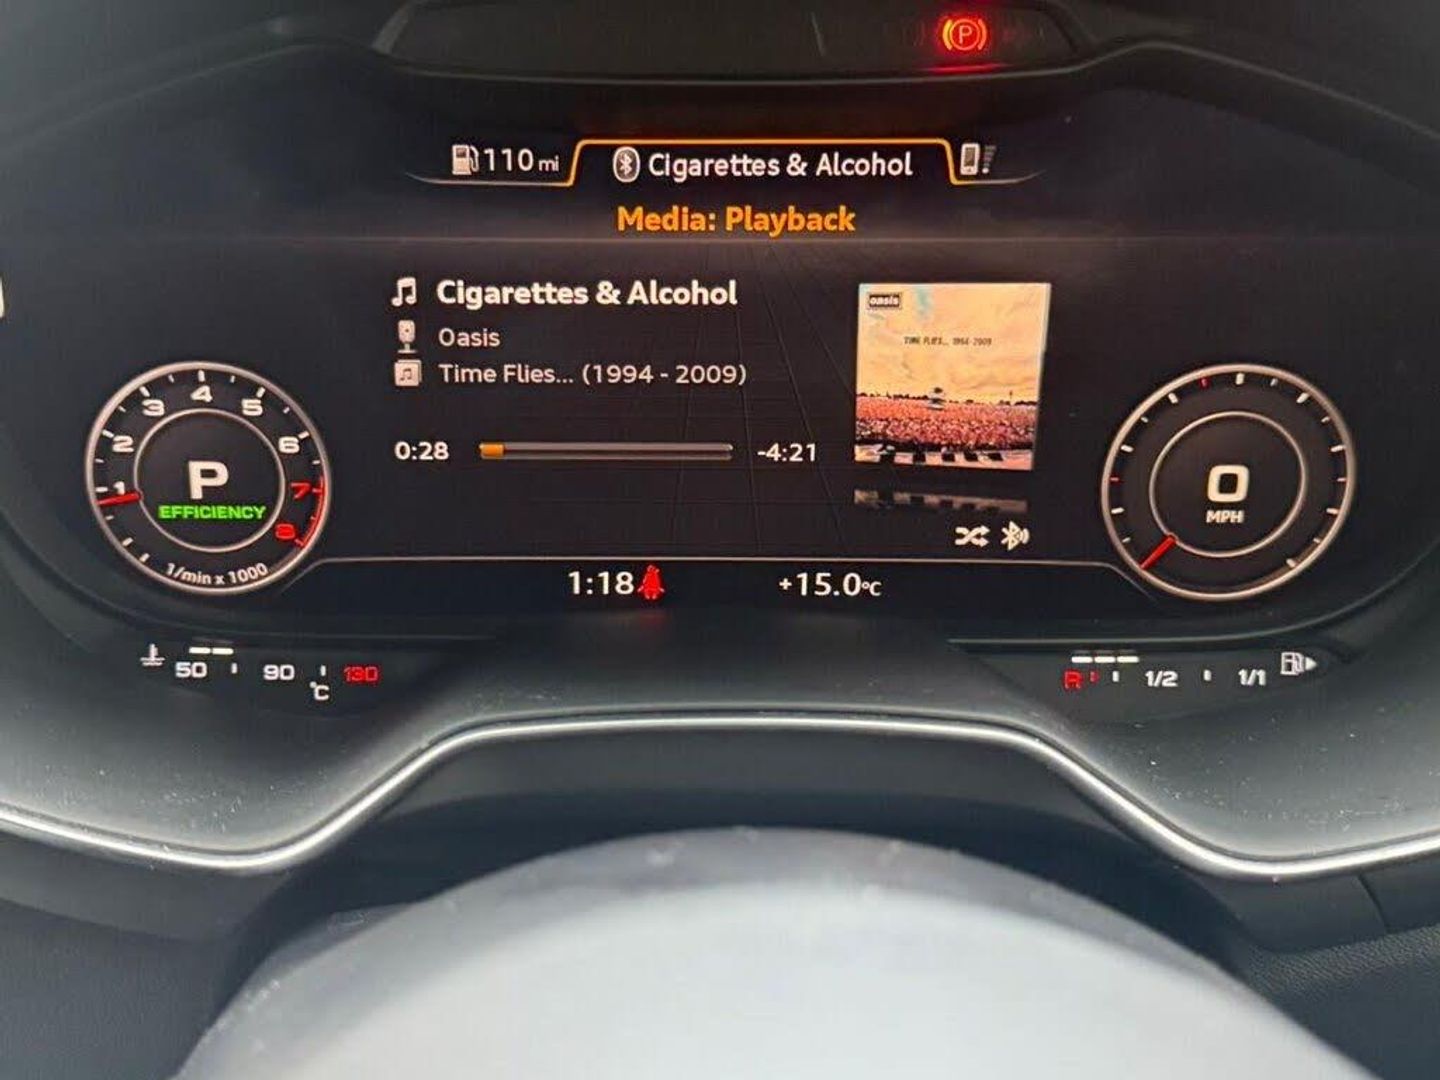 P
110 mi
Cigarettes & Alcohol
Media: Playback
Cigarettes & Alcohol
Oasis
Time Flies... (1994 - 2009)
0:28
-4:21
oasis
TIME FLIES... 1994-2009
1 2 3 4 5 6 7 8
P
EFFICIENCY
1/min x 1000
0
MPH
1:18
+15.0°C
50 90 130
°C
R 1/2 1/1